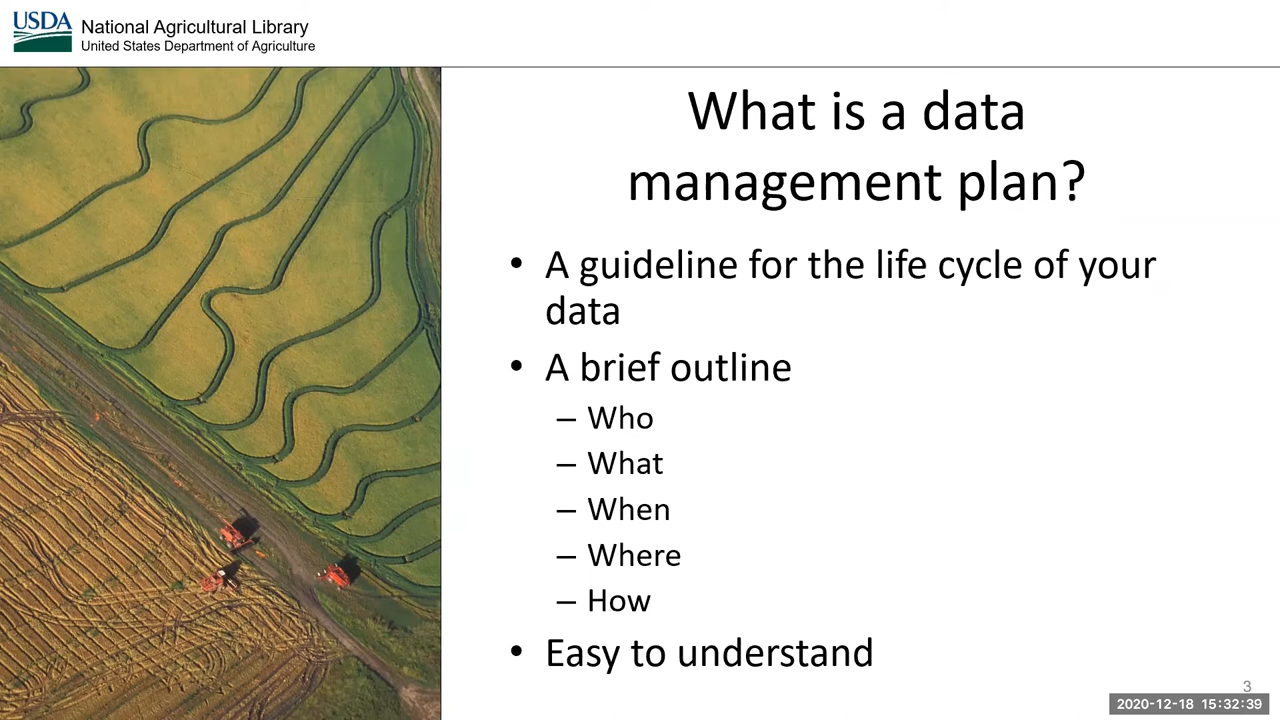 USDA
National Agricultural Library
United States Department of Agriculture
What is a data
management plan?
• A guideline for the life cycle of your
data
• A brief outline
– Who
– What
– When
– Where
– How
• Easy to understand
3
2020-12-18 15:32:39